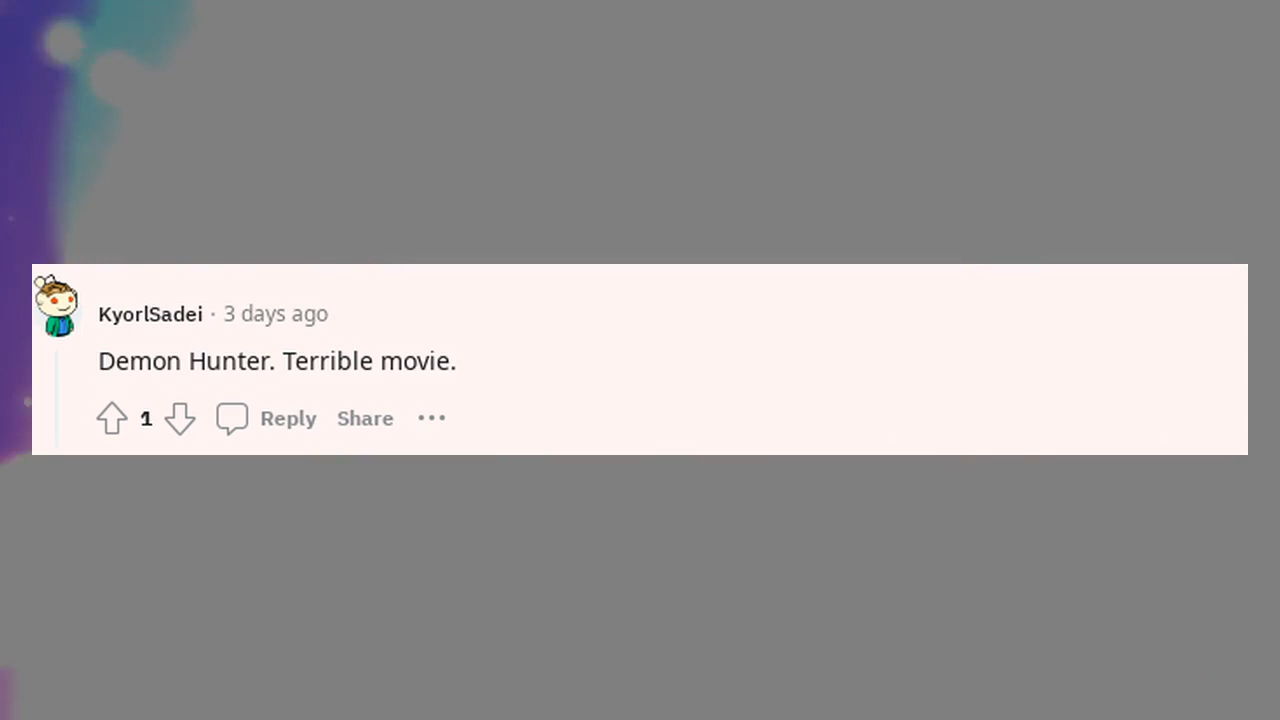 KyorlSadei · 3 days ago
Demon Hunter. Terrible movie.
1 Reply Share ···